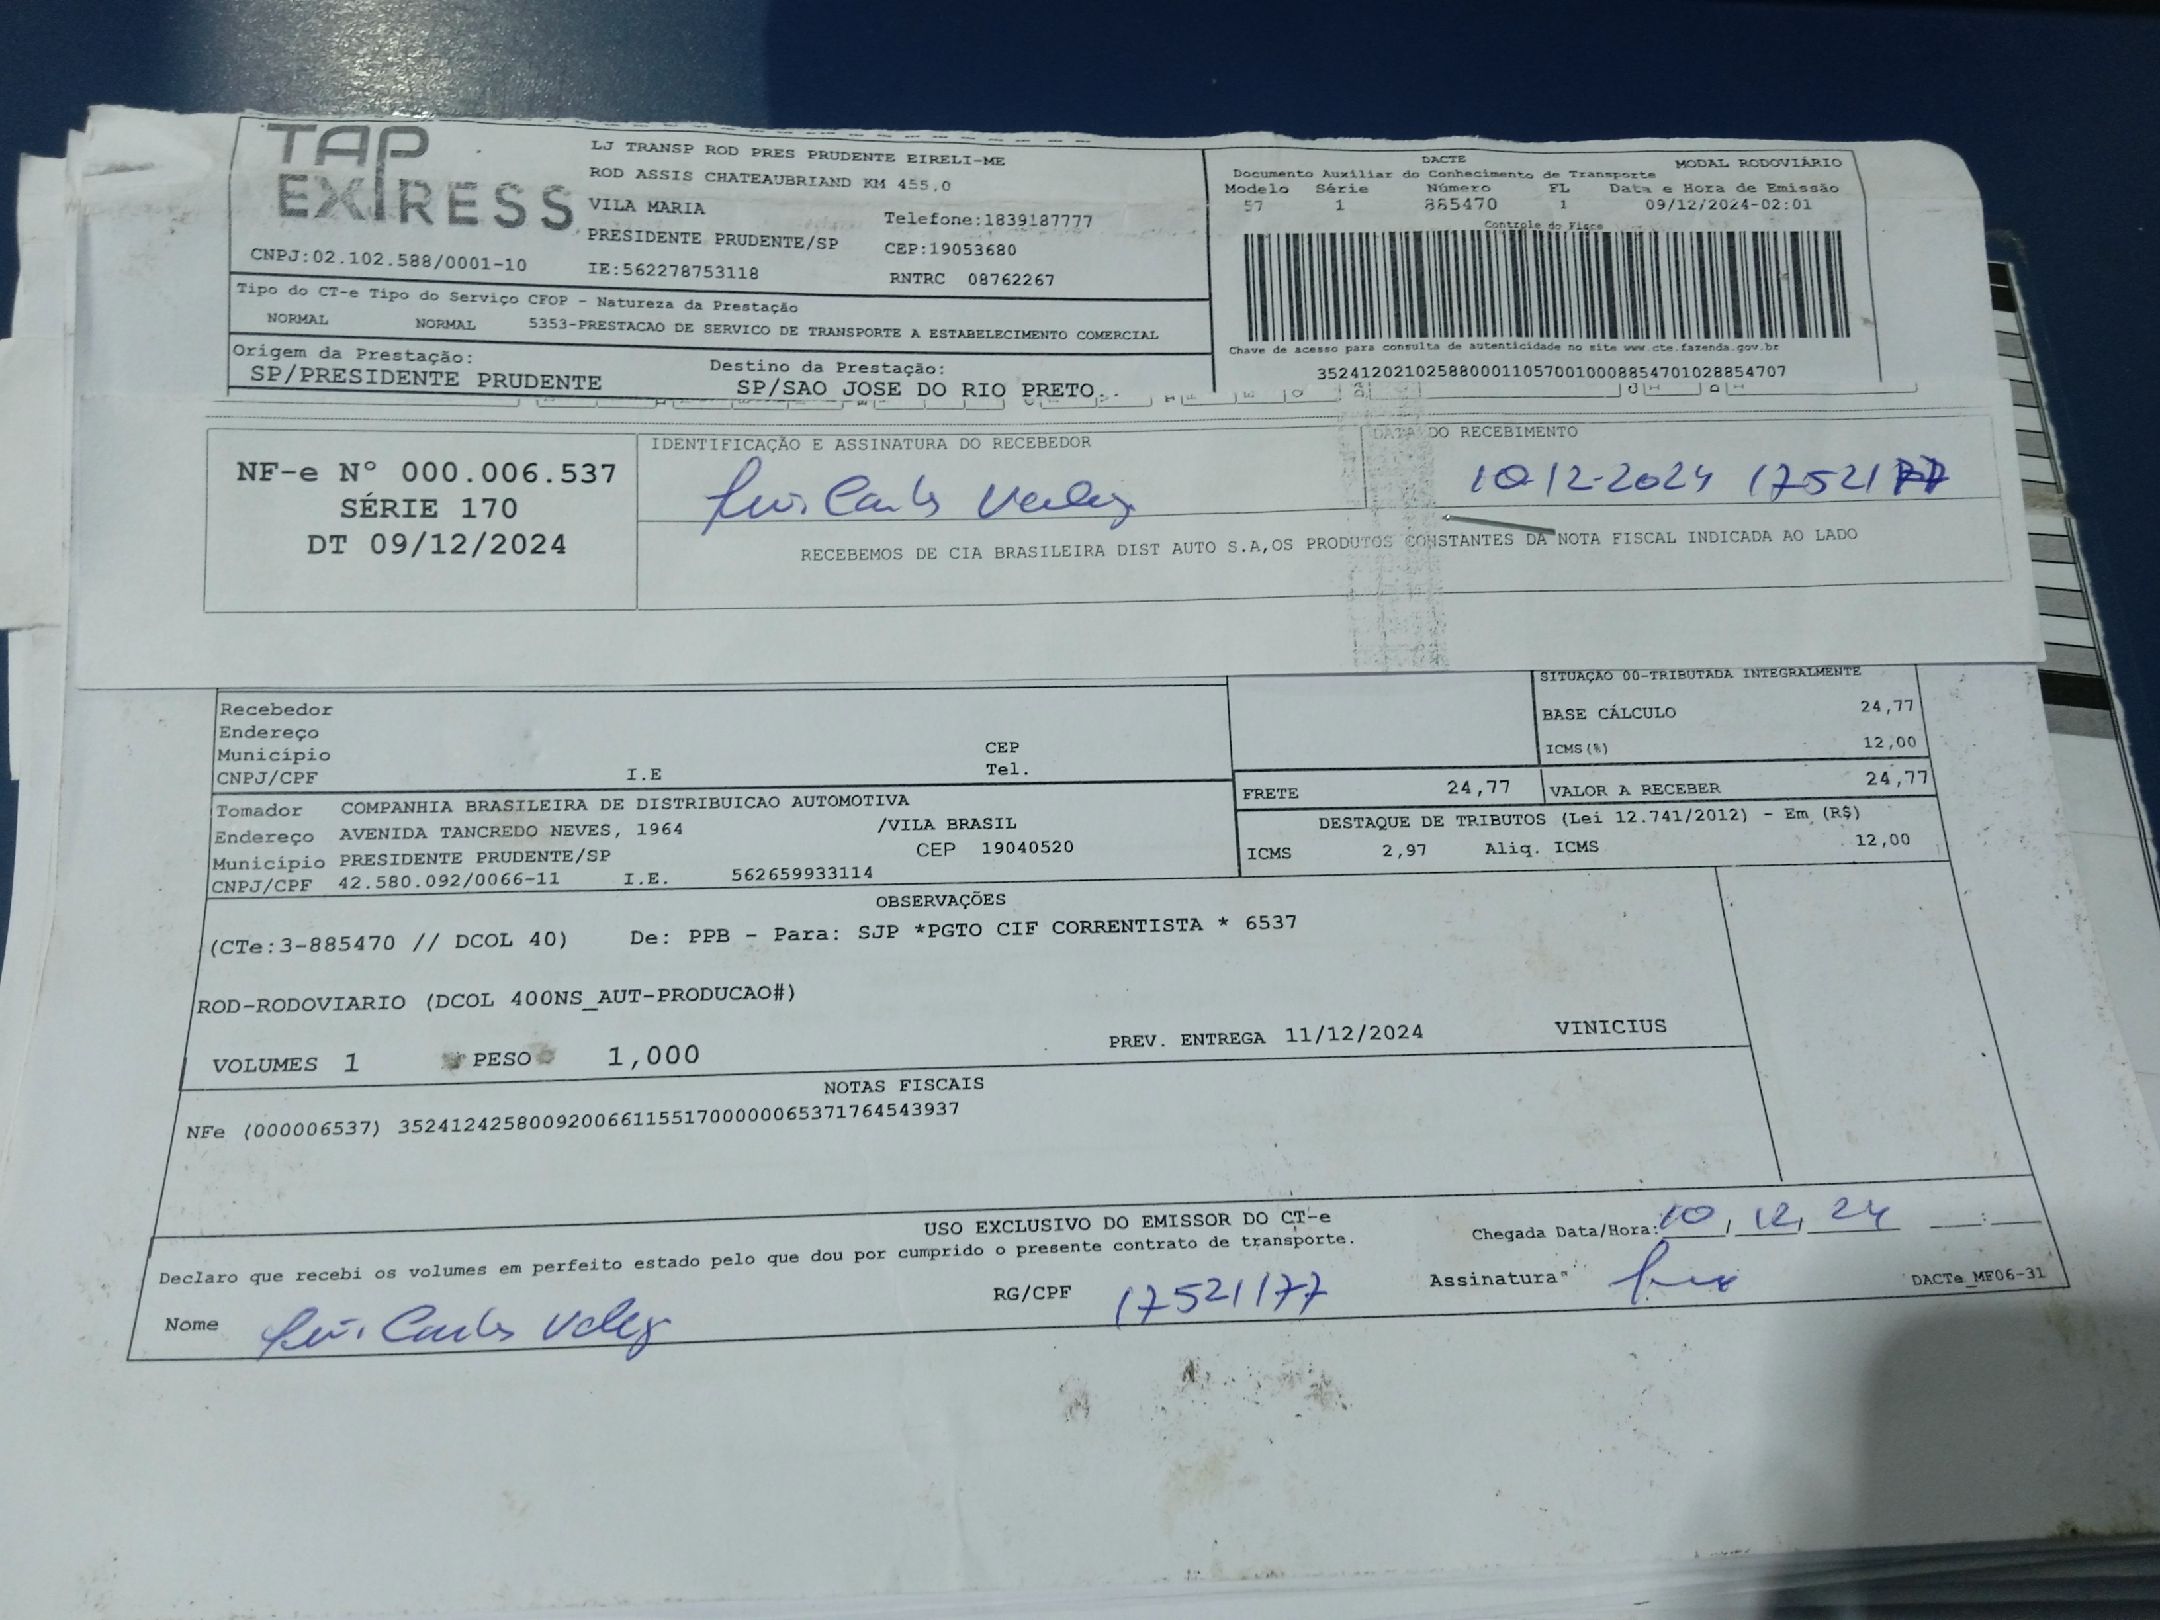 TAP EXPRESS
LJ TRANSP ROD PRES PRUDENTE EIRELI-ME
ROD ASSIS CHATEAUBRIAND KM 455,0
VILA MARIA
Telefone:1839187777
PRESIDENTE PRUDENTE/SP
CEP:19053680
CNPJ:02.102.588/0001-10
IE:562278753118
RNTRC 08762267
DACTE
MODAL RODOVIÁRIO
Documento Auxiliar do Conhecimento de Transporte
Modelo Série Número FL Data e Hora de Emissão
57 1 885470 1 09/12/2024-02:01
Controle do Fisco
Tipo do CT-e Tipo do Serviço CFOP - Natureza da Prestação
NORMAL NORMAL 5353-PRESTACAO DE SERVICO DE TRANSPORTE A ESTABELECIMENTO COMERCIAL
Origem da Prestação:
SP/PRESIDENTE PRUDENTE
Destino da Prestação:
SP/SAO JOSE DO RIO PRETO
Chave de acesso para consulta de autenticidade no site www.cte.fazenda.gov.br
35241202102588000110570010008854701028854707
NF-e Nº 000.006.537
SÉRIE 170
DT 09/12/2024
IDENTIFICAÇÃO E ASSINATURA DO RECEBEDOR
DATA DO RECEBIMENTO
10-12-2024 17521
RECEBEMOS DE CIA BRASILEIRA DIST AUTO S.A,OS PRODUTOS CONSTANTES DA NOTA FISCAL INDICADA AO LADO
SITUAÇÃO 00-TRIBUTADA INTEGRALMENTE
BASE CÁLCULO 24,77
ICMS(%) 12,00
Recebedor
Endereço
Município CEP
CNPJ/CPF I.E Tel.
FRETE 24,77 VALOR A RECEBER 24,77
Tomador COMPANHIA BRASILEIRA DE DISTRIBUICAO AUTOMOTIVA
Endereço AVENIDA TANCREDO NEVES, 1964 /VILA BRASIL
Município PRESIDENTE PRUDENTE/SP CEP 19040520
CNPJ/CPF 42.580.092/0066-11 I.E. 562659933114
DESTAQUE DE TRIBUTOS (Lei 12.741/2012) - Em (R$)
ICMS 2,97 Aliq. ICMS 12,00
OBSERVAÇÕES
(CTe:3-885470 // DCOL 40) De: PPB - Para: SJP *PGTO CIF CORRENTISTA * 6537
ROD-RODOVIARIO (DCOL 400NS_AUT-PRODUCAO#)
VOLUMES 1 PESO 1,000 PREV. ENTREGA 11/12/2024 VINICIUS
NOTAS FISCAIS
NFe (000006537) 35241242580092006611551700000065371764543937
USO EXCLUSIVO DO EMISSOR DO CT-e
Chegada Data/Hora: 10, 12, 24 __:__
Declaro que recebi os volumes em perfeito estado pelo que dou por cumprido o presente contrato de transporte.
Nome
RG/CPF 17521177
Assinatura
DACTe_MF06-31